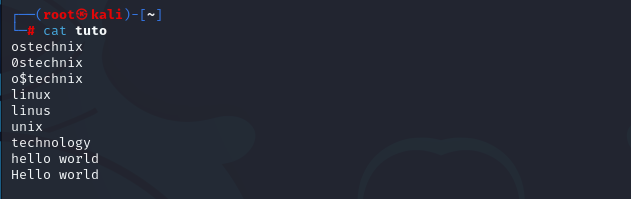 ┌──(root㉿kali)-[~]
└─# cat tuto
ostechnix
0stechnix
o$technix
linux
linus
unix
technology
hello world
Hello world